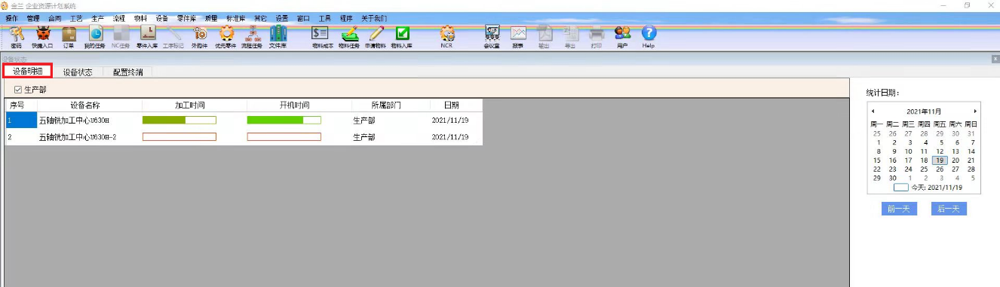 金兰 企业资源计划系统
操作 管理 合同 工艺 生产 流程 物料 设备 零件库 质量 标准库 其它 设置 窗口 工具 程序 关于我们
密码 快捷入口 订单 我的任务 NC任务 零件入库 工序标记 外购件 优先零件 流程任务 文件库 物料成本 物料任务 申请物料 物料入库 NCR 会议室 报表 输出 导出 打印 用户 Help
设备状态
设备明细 设备状态 配置终端
生产部
序号 设备名称 加工时间 开机时间 所属部门 日期
1 五轴铣加工中心U630H 生产部 2021/11/19
2 五轴铣加工中心U630H-2 生产部 2021/11/19
统计日期:
2021年11月
周一 周二 周三 周四 周五 周六 周日
25 26 27 28 29 30 31
1 2 3 4 5 6 7
8 9 10 11 12 13 14
15 16 17 18 19 20 21
22 23 24 25 26 27 28
29 30 1 2 3 4 5
今天: 2021/11/19
前一天 后一天